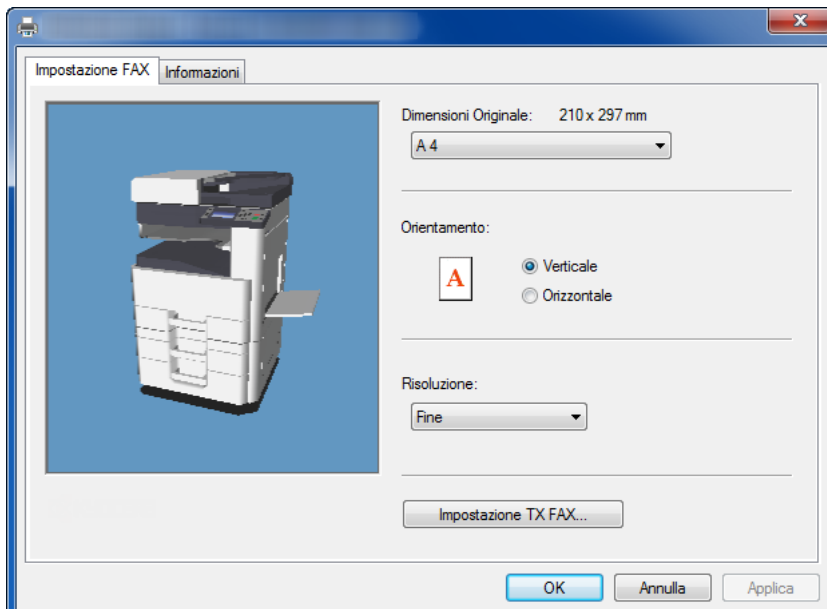 Impostazione FAX Informazioni
Dimensioni Originale: 210 x 297 mm
A 4
Orientamento:
A
Verticale
Orizzontale
Risoluzione:
Fine
Impostazione TX FAX...
OK Annulla Applica